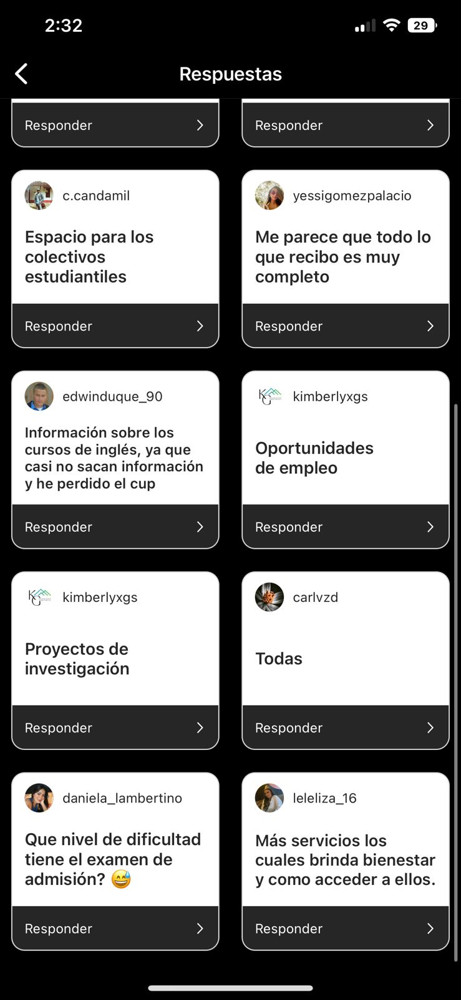 2:32
29
Respuestas
Responder
Responder
c.candamil
Espacio para los
colectivos
estudiantiles
Responder
yessigomezpalacio
Me parece que todo lo
que recibo es muy
completo
Responder
edwinduque_90
Información sobre los
cursos de inglés, ya que
casi no sacan información
y he perdido el cup
Responder
KG
kimberlyxgs
Oportunidades
de empleo
Responder
KG
kimberlyxgs
Proyectos de
investigación
Responder
carlvzd
Todas
Responder
daniela_lambertino
Que nivel de dificultad
tiene el examen de
admisión? 😅
Responder
leleliza_16
Más servicios los
cuales brinda bienestar
y como acceder a ellos.
Responder